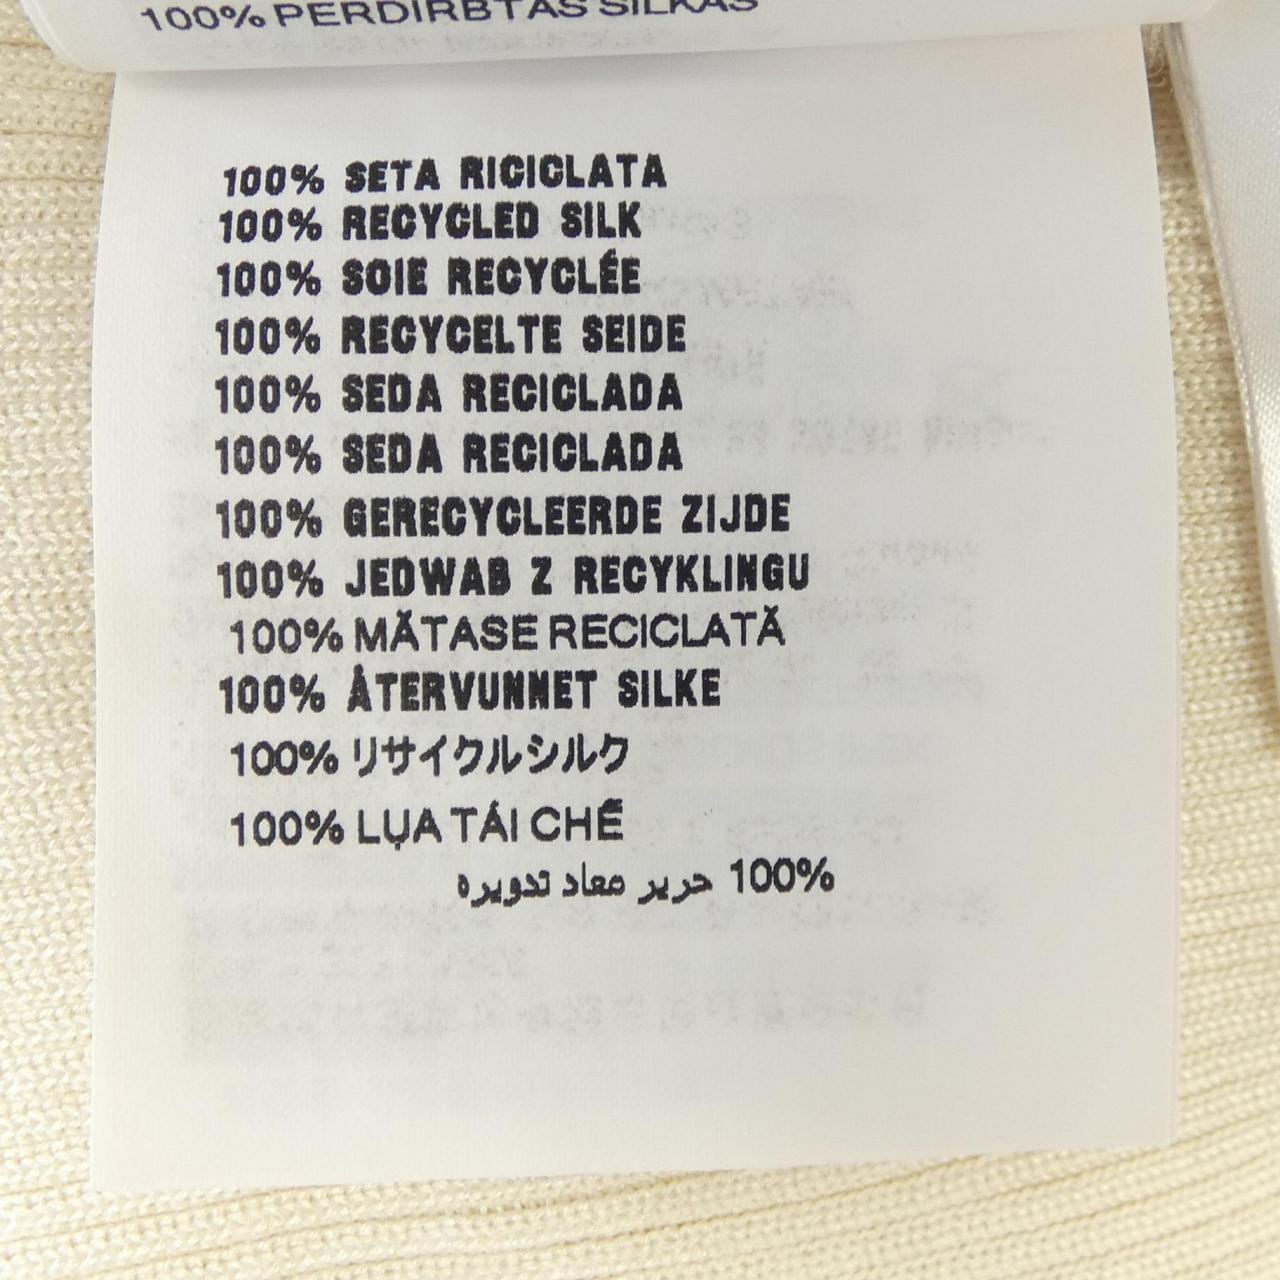 100% PERDIRBTAS ŠILKAS
100% SETA RICICLATA
100% RECYCLED SILK
100% SOIE RECYCLÉE
100% RECYCELTE SEIDE
100% SEDA RECICLADA
100% SEDA RECICLADA
100% GERECYCLEERDE ZIJDE
100% JEDWAB Z RECYKLINGU
100% MĂTASE RECICLATĂ
100% ÅTERVUNNET SILKE
100% リサイクルシルク
100% LỤA TÁI CHẾ
100% حرير معاد تدويره